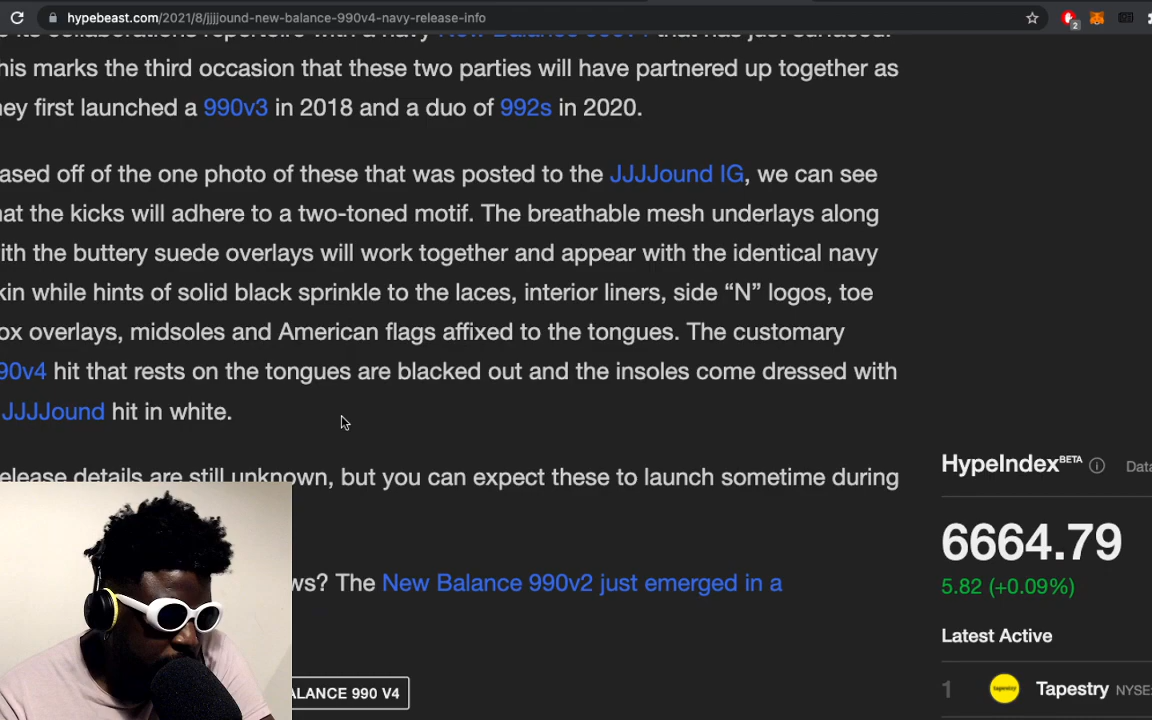 hypebeast.com/2021/8/jjjjound-new-balance-990v4-navy-release-info
2
his marks the third occasion that these two parties will have partnered up together as
ney first launched a 990v3 in 2018 and a duo of 992s in 2020.
ased off of the one photo of these that was posted to the JJJJound IG, we can see
nat the kicks will adhere to a two-toned motif. The breathable mesh underlays along
ith the buttery suede overlays will work together and appear with the identical navy
kin while hints of solid black sprinkle to the laces, interior liners, side “N” logos, toe
ox overlays, midsoles and American flags affixed to the tongues. The customary
90v4 hit that rests on the tongues are blacked out and the insoles come dressed with
JJJJound hit in white.
elease details are still unknown, but you can expect these to launch sometime during
ws? The New Balance 990v2 just emerged in a
ALANCE 990 V4
HypeIndex BETA
Data
6664.79
5.82 (+0.09%)
Latest Active
1 tapestry Tapestry NYSE: